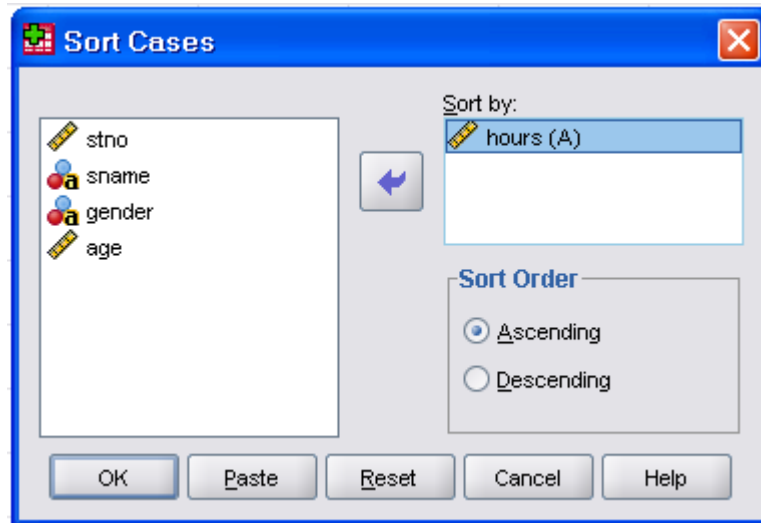 Sort Cases
stno
sname
gender
age
Sort by:
hours (A)
Sort Order
Ascending
Descending
OK
Paste
Reset
Cancel
Help